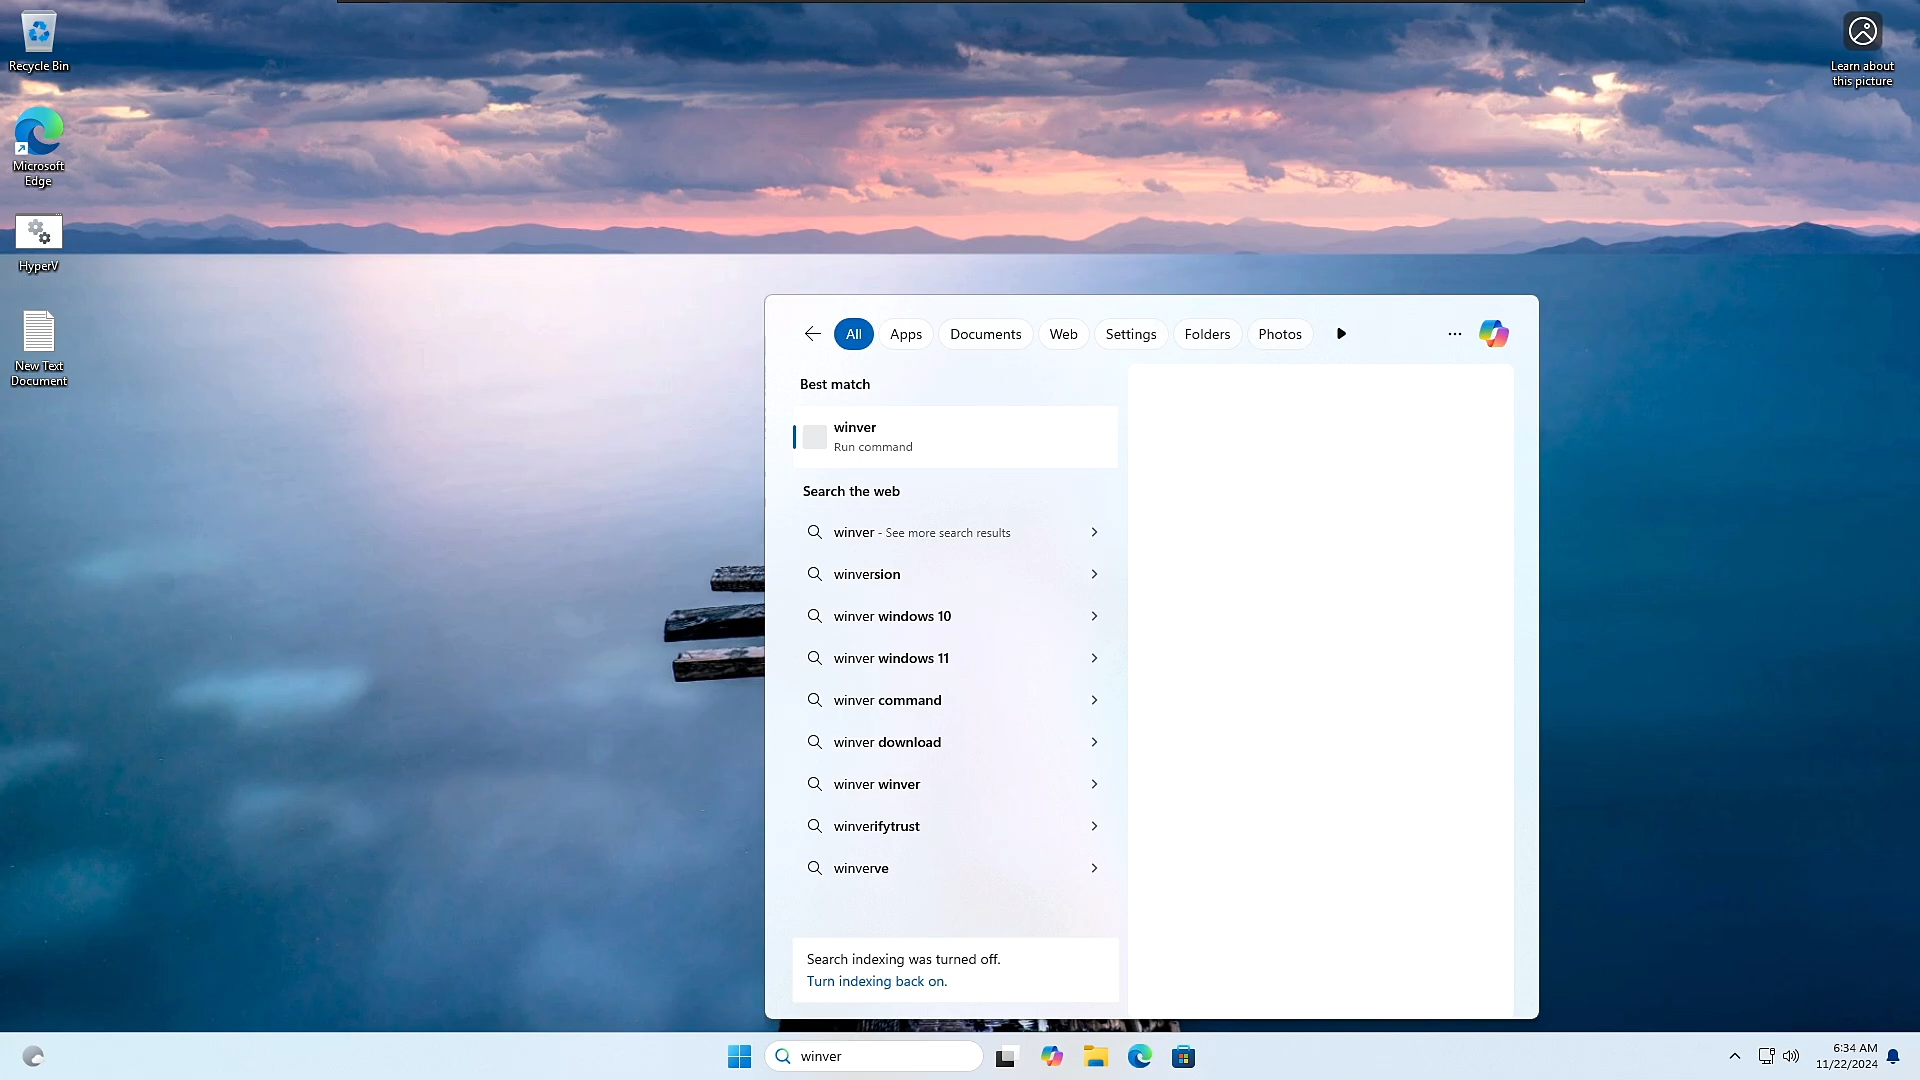 Recycle Bin
Learn about
this picture
Microsoft
Edge
HyperV
New Text
Document
All
Apps
Documents
Web
Settings
Folders
Photos
Best match
winver
Run command
Search the web
winver - See more search results
winversion
winver windows 10
winver windows 11
winver command
winver download
winver winver
winverifytrust
winverve
Search indexing was turned off.
Turn indexing back on.
winver
6:34 AM
11/22/2024